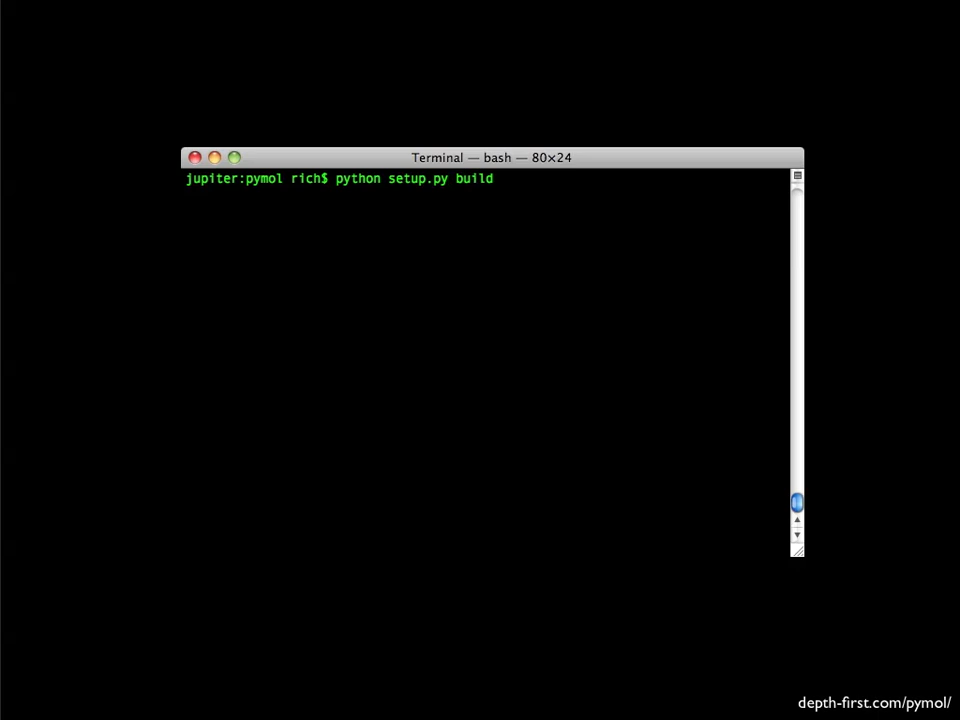 Terminal — bash — 80×24
jupiter:pymol rich$ python setup.py build
depth-first.com/pymol/